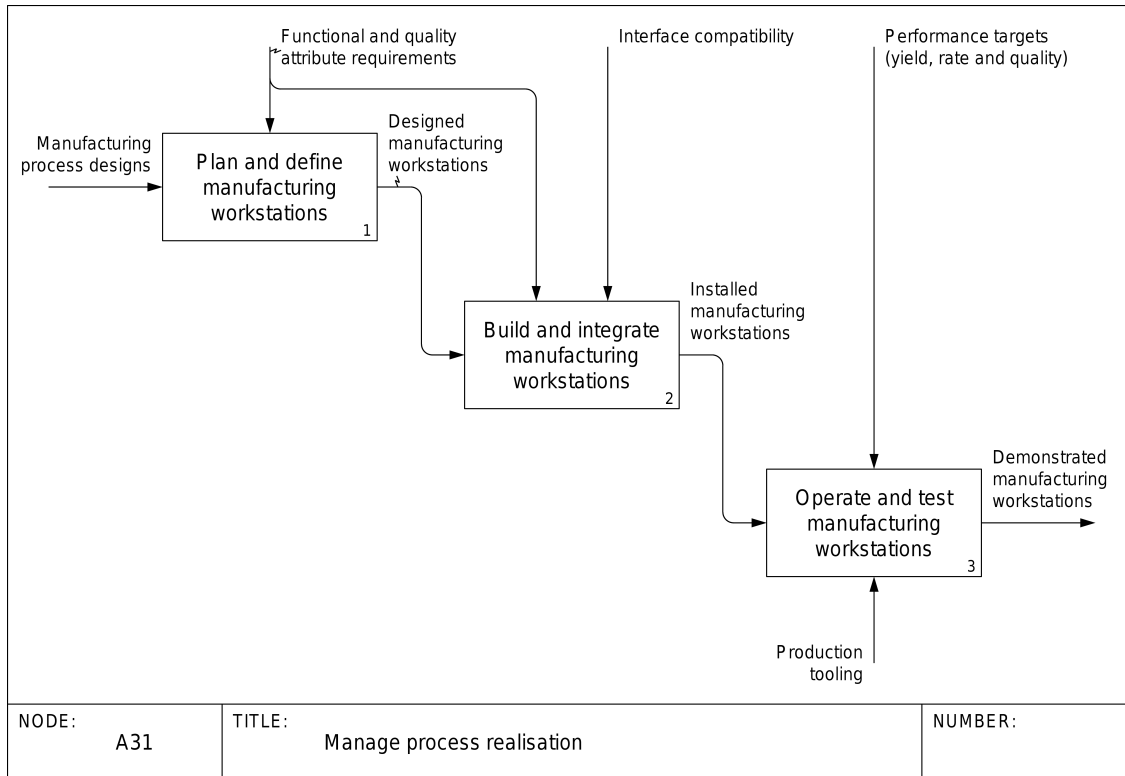 Functional and quality
attribute requirements
Interface compatibility
Performance targets
(yield, rate and quality)
Manufacturing
process designs
Plan and define
manufacturing
workstations
1
Designed
manufacturing
workstations
Build and integrate
manufacturing
workstations
2
Installed
manufacturing
workstations
Operate and test
manufacturing
workstations
3
Demonstrated
manufacturing
workstations
Production
tooling
NODE:
A31
TITLE:
Manage process realisation
NUMBER: